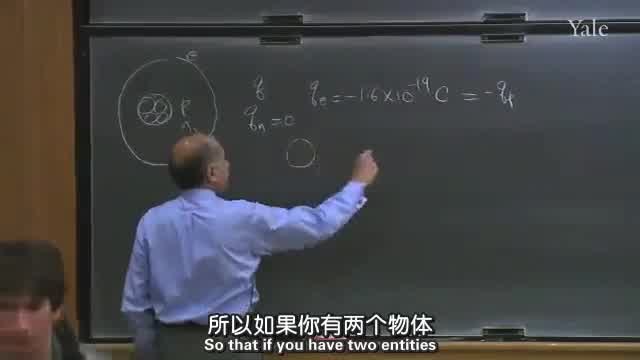 Yale
e
q
q_e = -1.6 × 10^-19 C = -q_p
P
q_n = 0
所以如果你有两个物体
So that if you have two entities